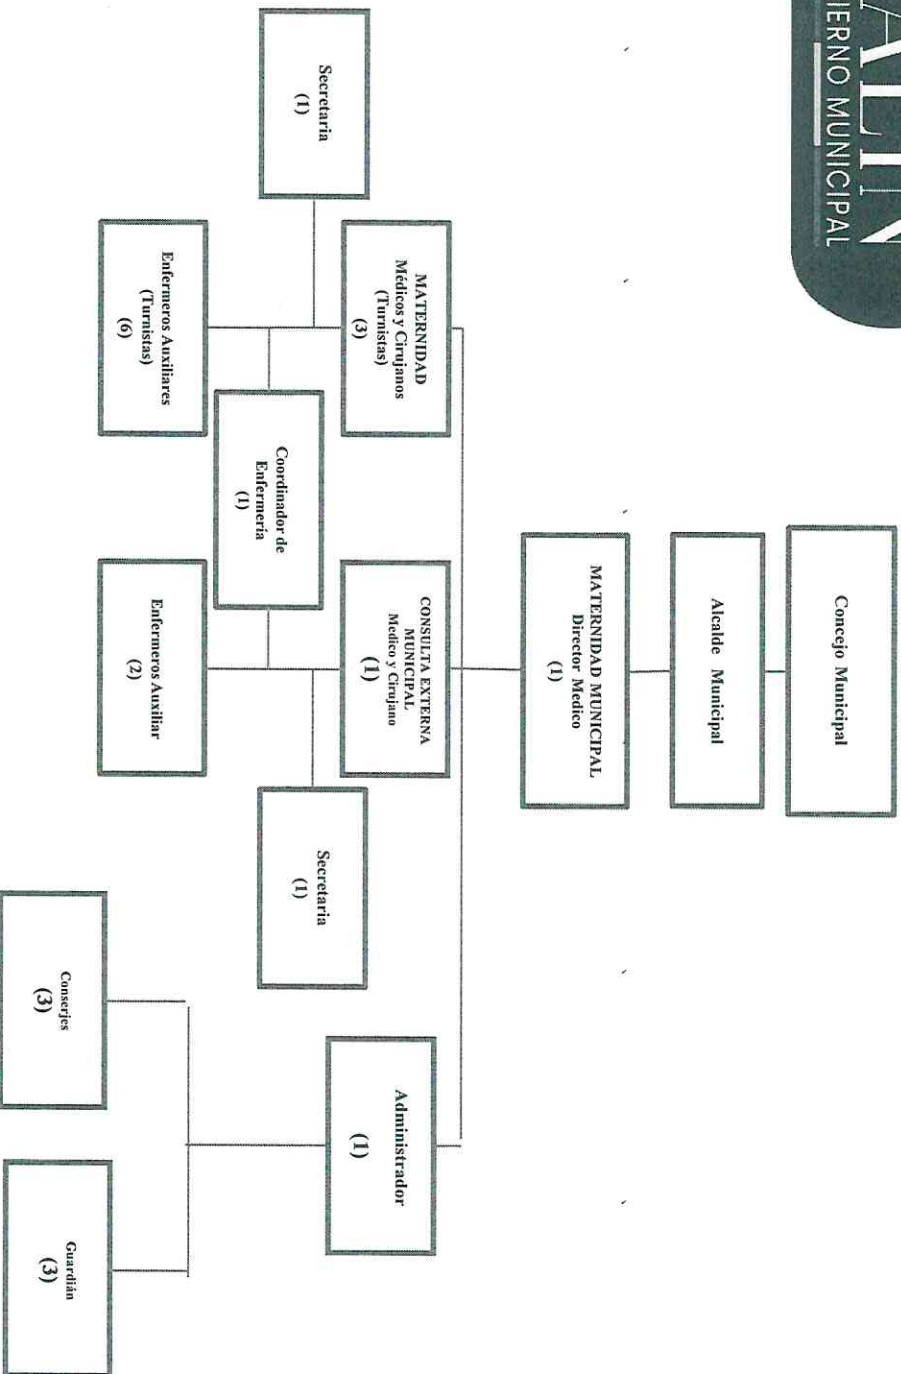 IERNO MUNICIPAL
Concejo Municipal
Alcalde Municipal
MATERNIDAD MUNICIPAL
Director Medico
(1)
MATERNIDAD
Médicos y Cirujanos
(Turnistas)
(3)
CONSULTA EXTERNA
MUNICIPAL
(1)
Medico y Cirujano
Administrador
(1)
Secretaria
(1)
Coordinador de
Enfermería
(1)
Secretaria
(1)
Enfermeros Auxiliares
(Turnistas)
(6)
Enfermeros Auxiliar
(2)
Conserjes
(3)
Guardián
(3)